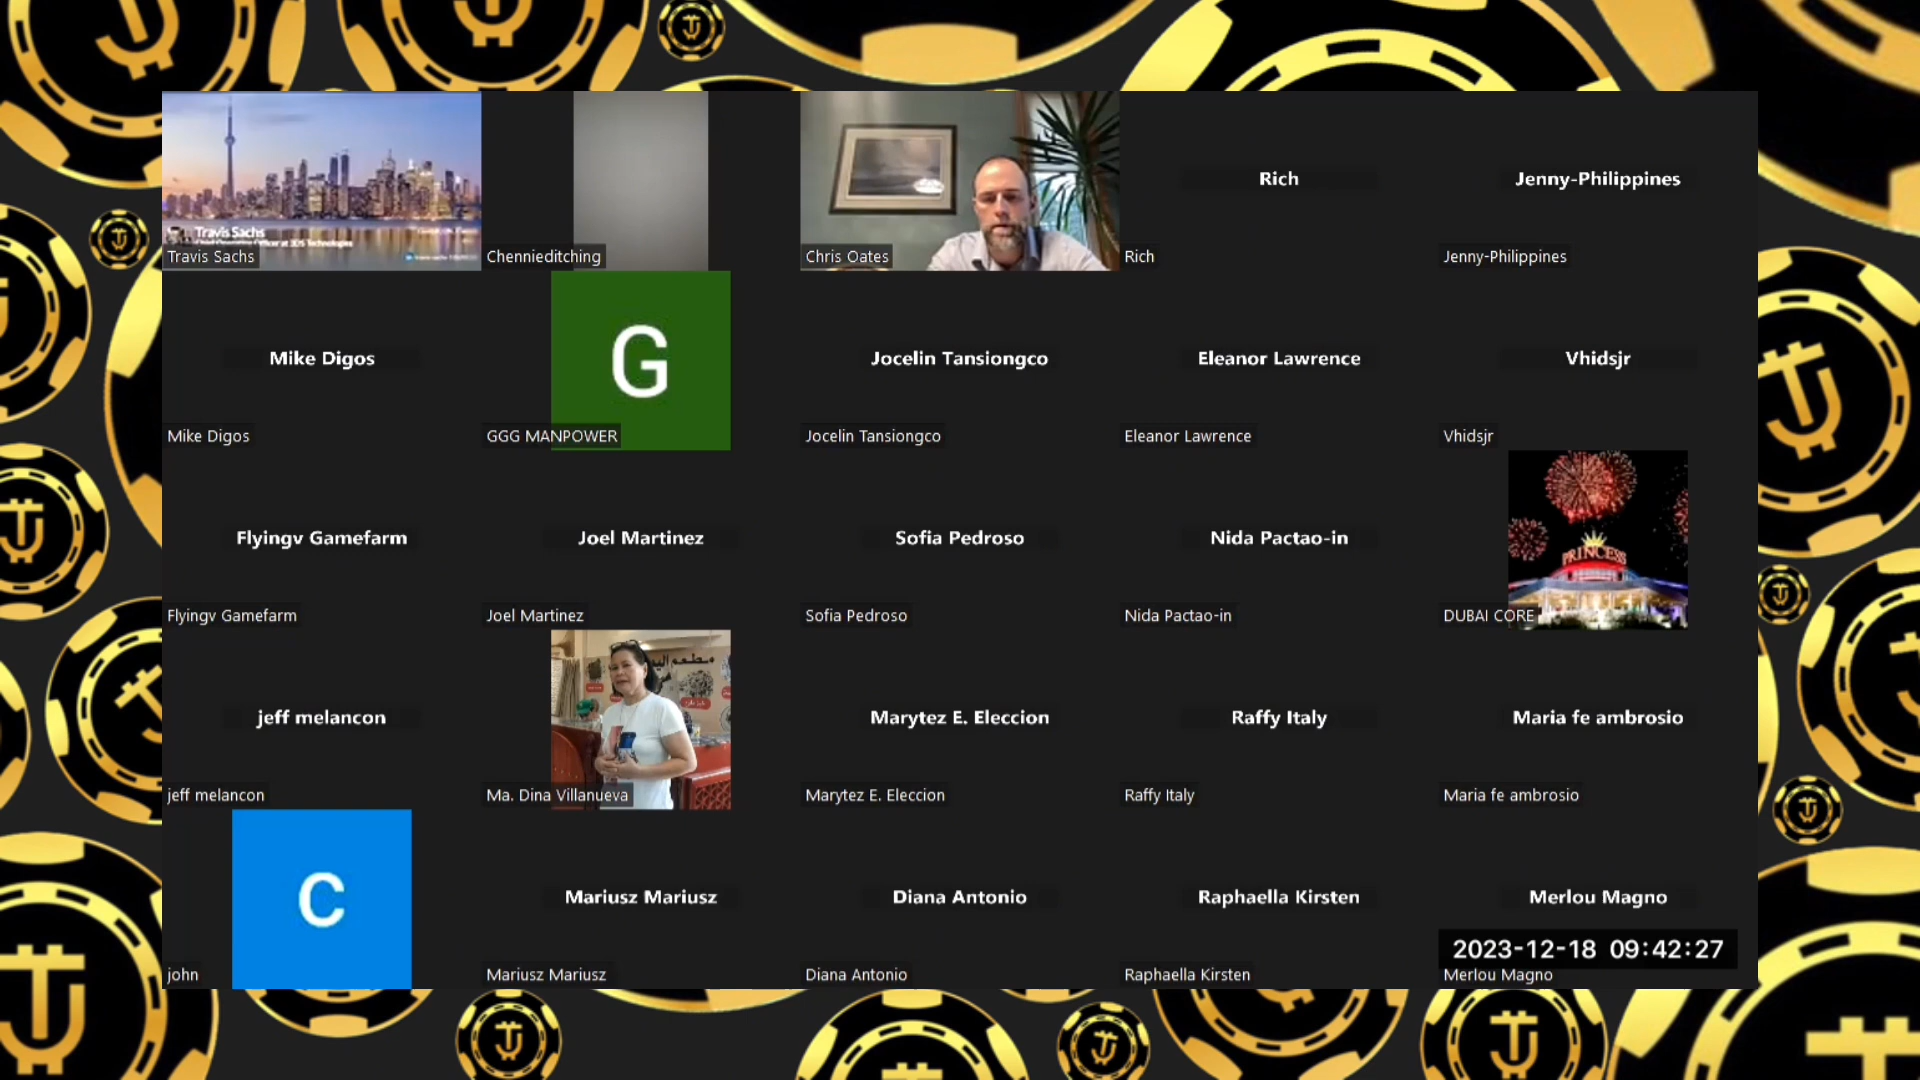 Travis Sachs
Travis Sachs
Chennieditching
Chris Oates
Rich
Rich
Jenny-Philippines
Jenny-Philippines
Mike Digos
Mike Digos
G
GGG MANPOWER
Jocelin Tansiongco
Jocelin Tansiongco
Eleanor Lawrence
Eleanor Lawrence
Vhidsjr
Vhidsjr
Flyingv Gamefarm
Flyingv Gamefarm
Joel Martinez
Joel Martinez
Sofia Pedroso
Sofia Pedroso
Nida Pactao-in
Nida Pactao-in
PRINCESS
DUBAI CORE
jeff melancon
jeff melancon
Ma. Dina Villanueva
Marytez E. Eleccion
Marytez E. Eleccion
Raffy Italy
Raffy Italy
Maria fe ambrosio
Maria fe ambrosio
C
john
Mariusz Mariusz
Mariusz Mariusz
Diana Antonio
Diana Antonio
Raphaella Kirsten
Raphaella Kirsten
Merlou Magno
2023-12-18 09:42:27
Merlou Magno